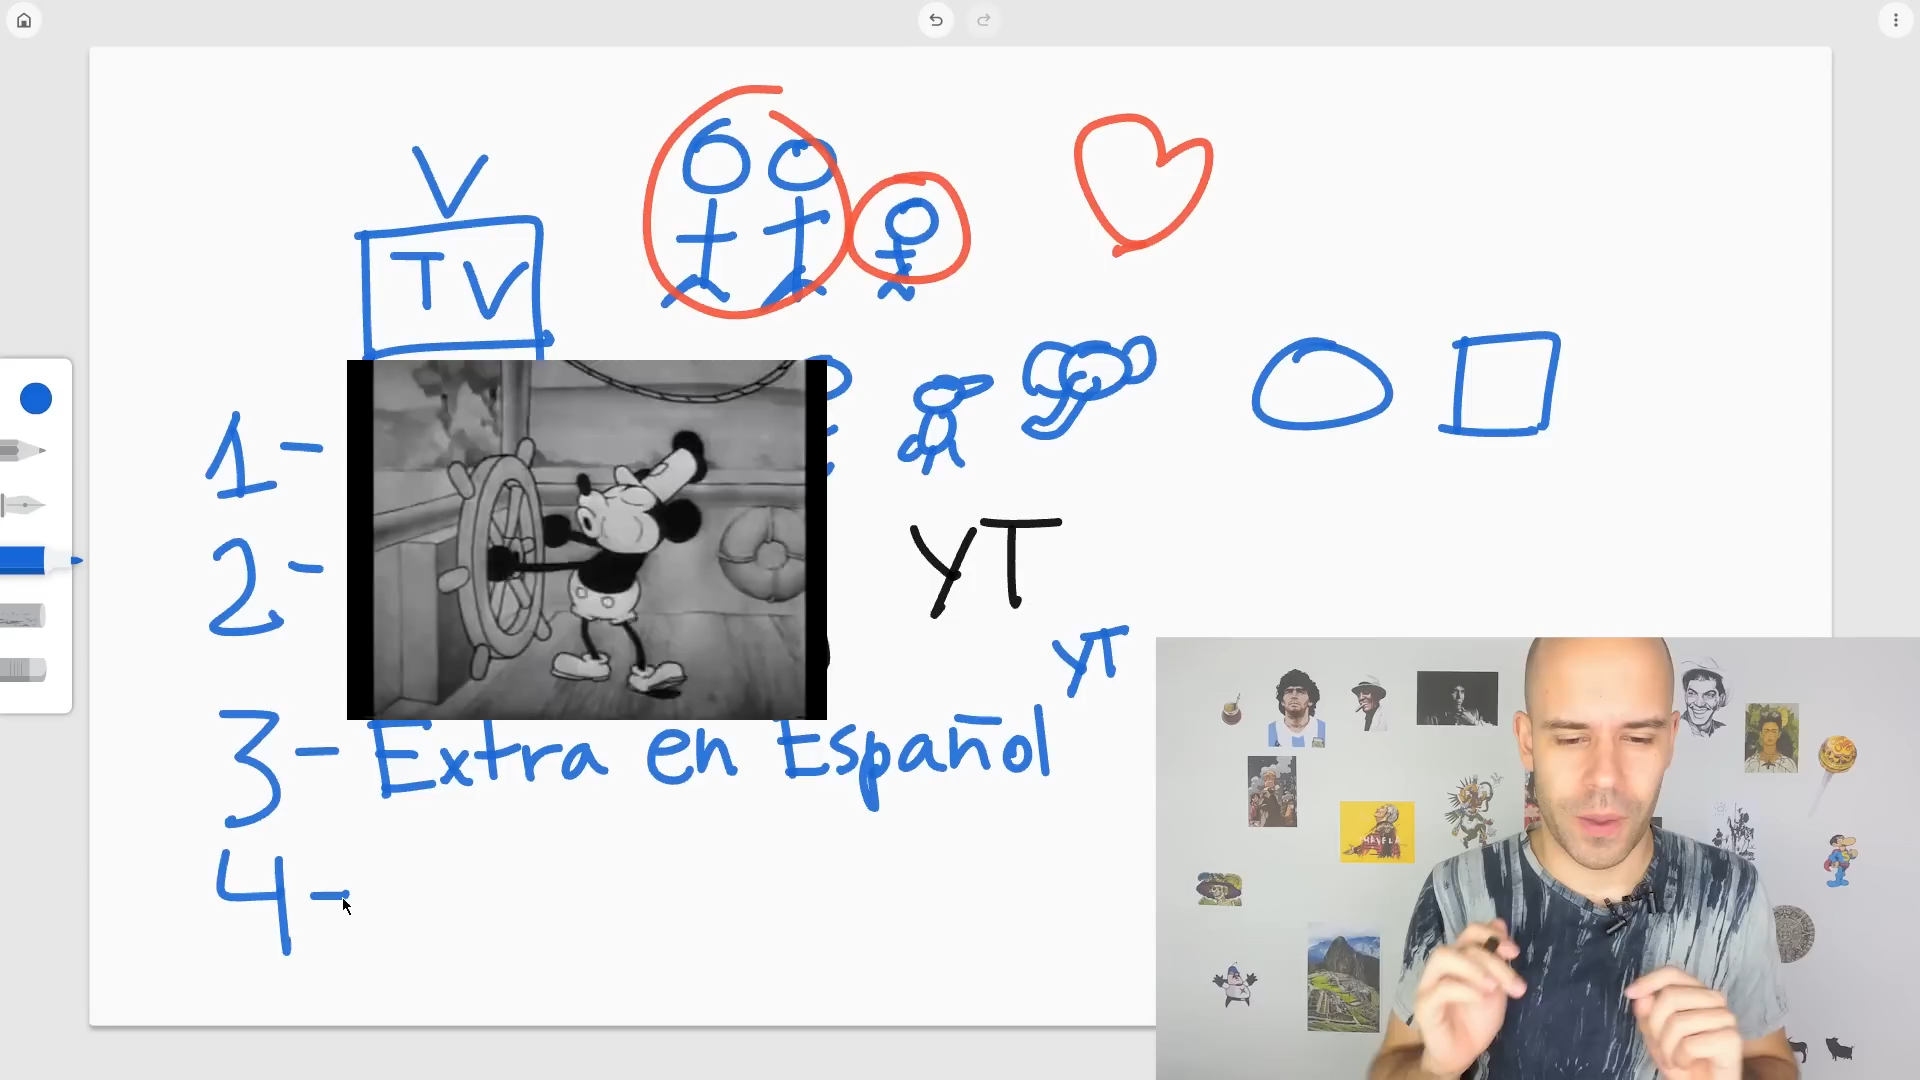 V
TV
1 -
2 -
YT
YT
3 - Extra en Español
4 -